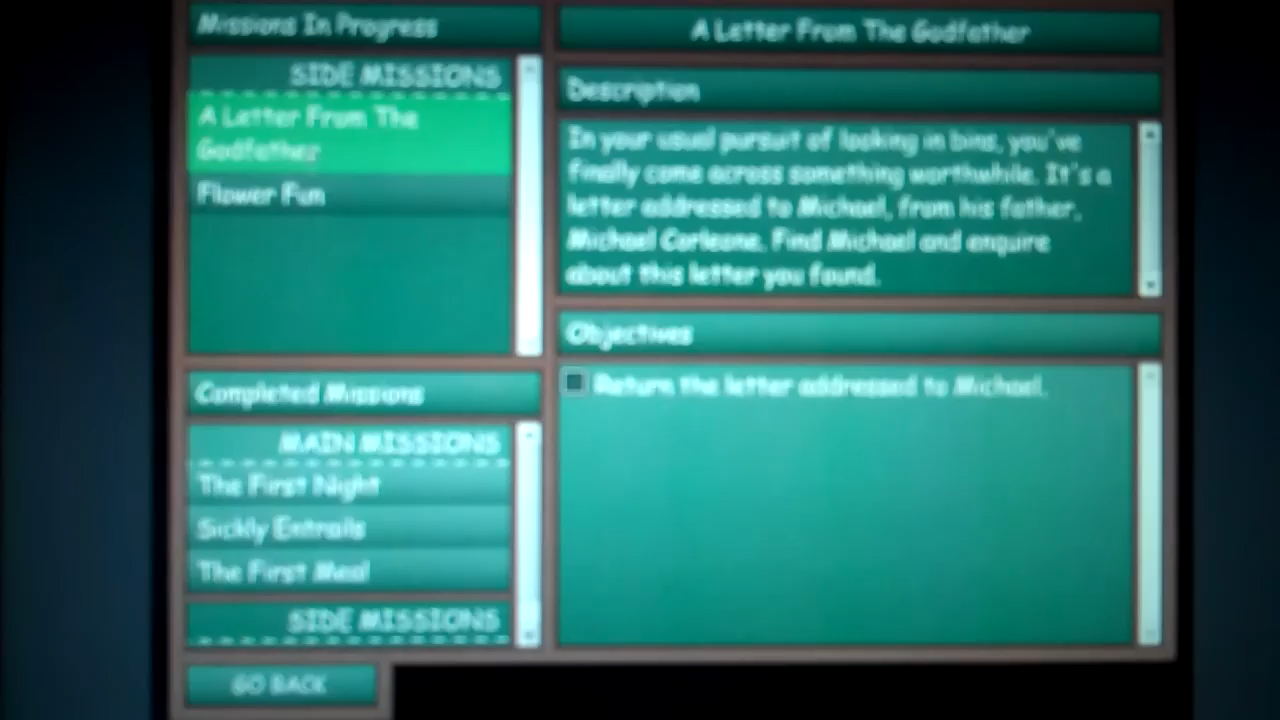 Missions In Progress
SIDE MISSIONS
A Letter From The
Godfather
Flower Fun
Completed Missions
MAIN MISSIONS
The First Night
Sickly Entrails
The First Meal
SIDE MISSIONS
GO BACK
A Letter From The Godfather
Description
In your usual pursuit of looking in bins, you've
finally come across something worthwhile. It's a
letter addressed to Michael, from his father,
Michael Corleone. Find Michael and enquire
about this letter you found.
Objectives
Return the letter addressed to Michael.